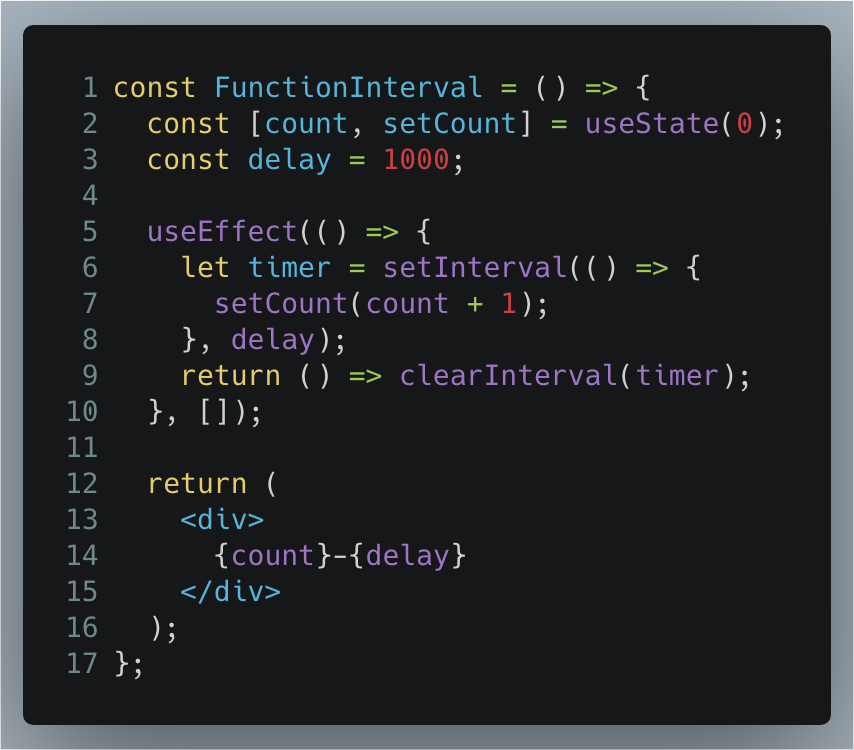 1 const FunctionInterval = () => {
2   const [count, setCount] = useState(0);
3   const delay = 1000;
4
5   useEffect(() => {
6     let timer = setInterval(() => {
7       setCount(count + 1);
8     }, delay);
9     return () => clearInterval(timer);
10   }, []);
11
12   return (
13     <div>
14       {count}-{delay}
15     </div>
16   );
17 };